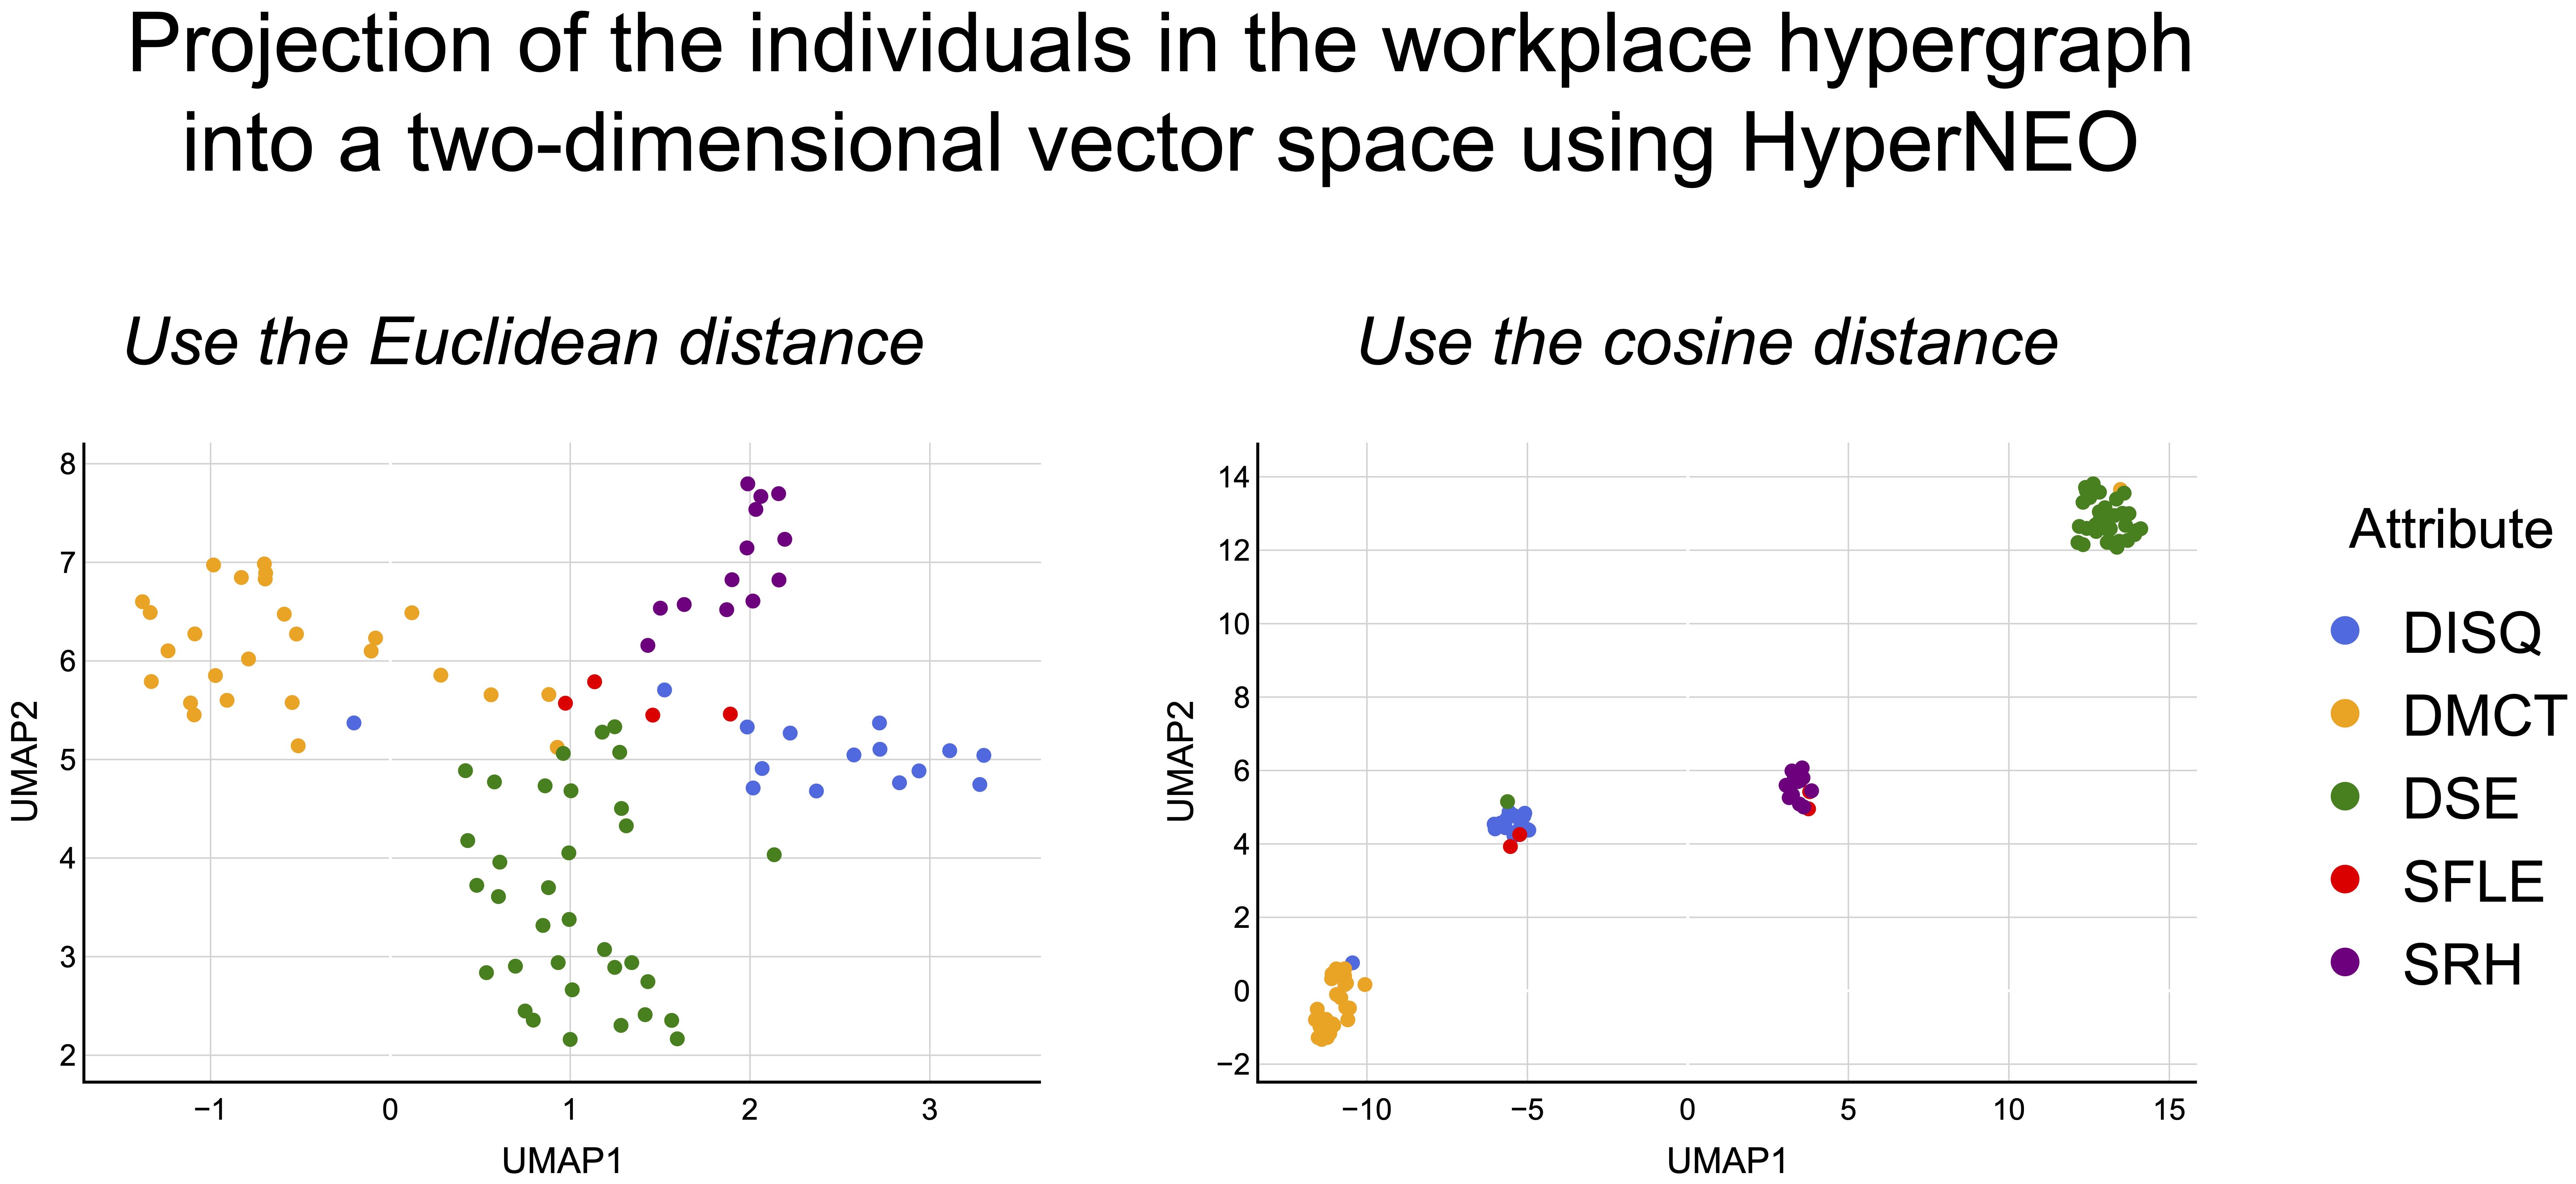 Projection of the individuals in the workplace hypergraph
into a two-dimensional vector space using HyperNEO
Use the Euclidean distance
8
7
6
5
4
3
2
UMAP2
−1 0 1 2 3
UMAP1
Use the cosine distance
14
12
10
8
6
4
2
0
−2
UMAP2
−10 −5 0 5 10 15
UMAP1
Attribute
DISQ
DMCT
DSE
SFLE
SRH